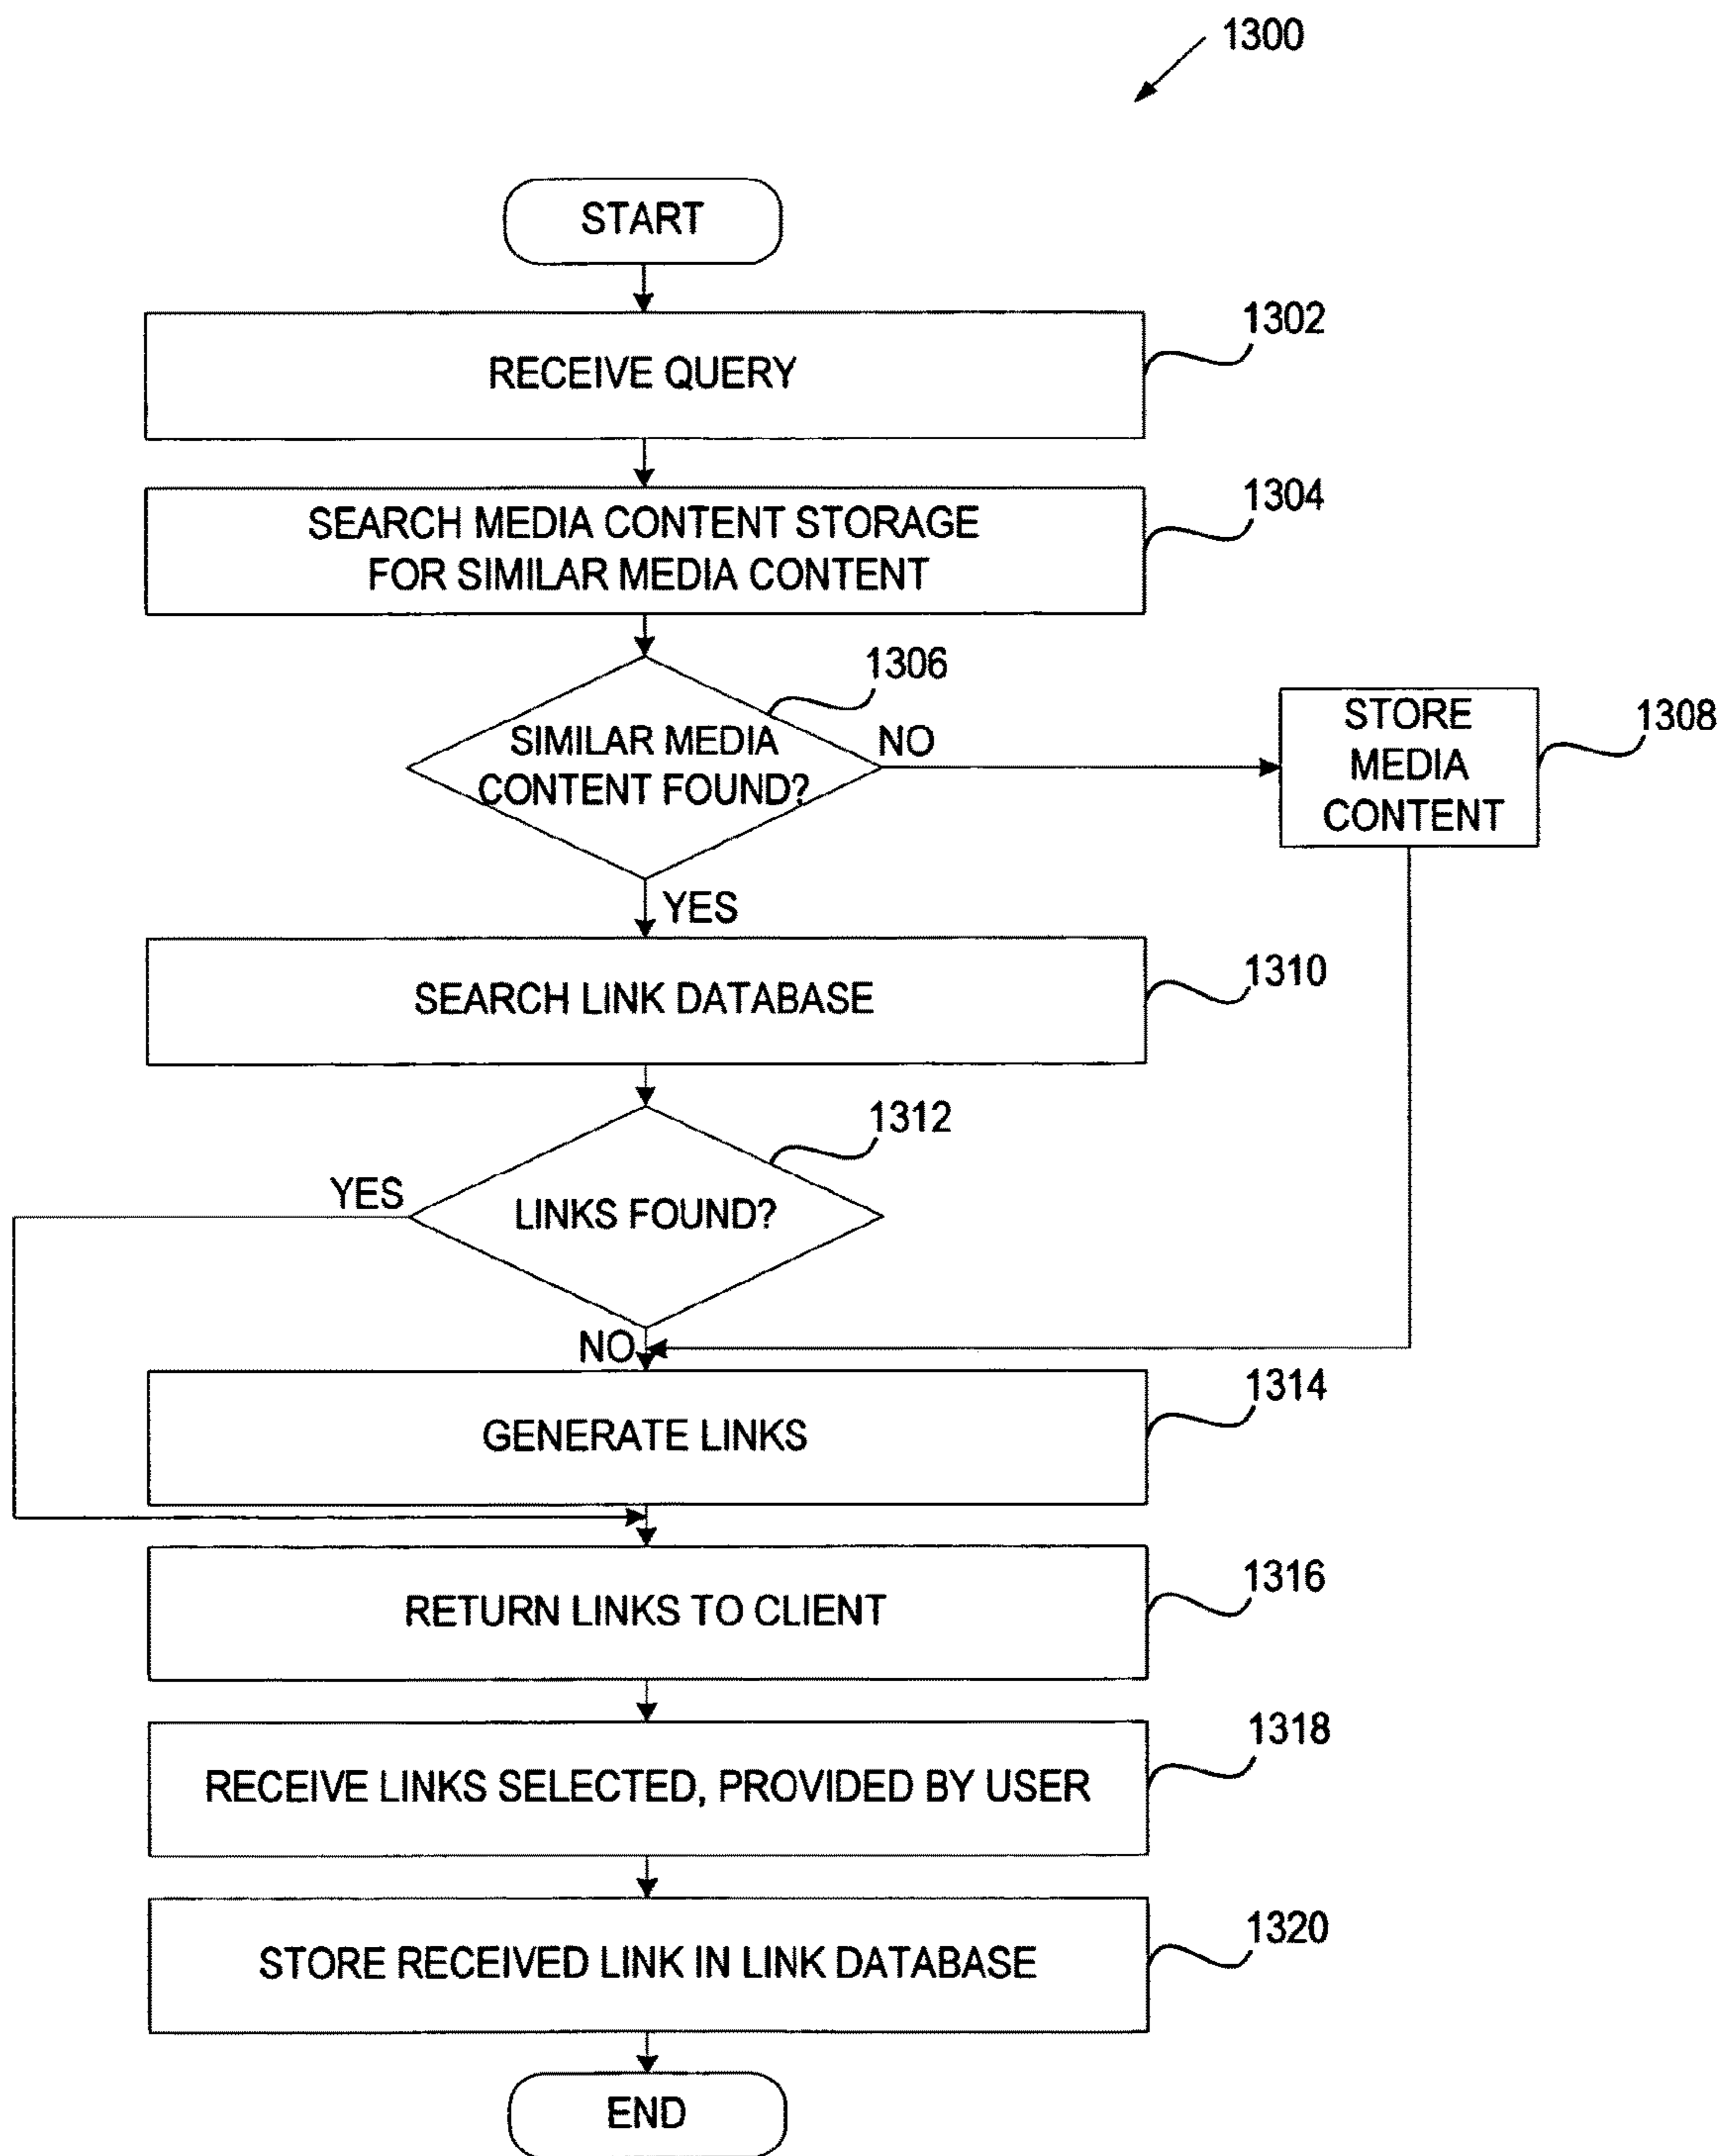 1300
START
1302
RECEIVE QUERY
1304
SEARCH MEDIA CONTENT STORAGE
FOR SIMILAR MEDIA CONTENT
1306
SIMILAR MEDIA
CONTENT FOUND?
NO
STORE
MEDIA
CONTENT
1308
YES
SEARCH LINK DATABASE
1310
1312
YES
LINKS FOUND?
NO
1314
GENERATE LINKS
1316
RETURN LINKS TO CLIENT
1318
RECEIVE LINKS SELECTED, PROVIDED BY USER
1320
STORE RECEIVED LINK IN LINK DATABASE
END